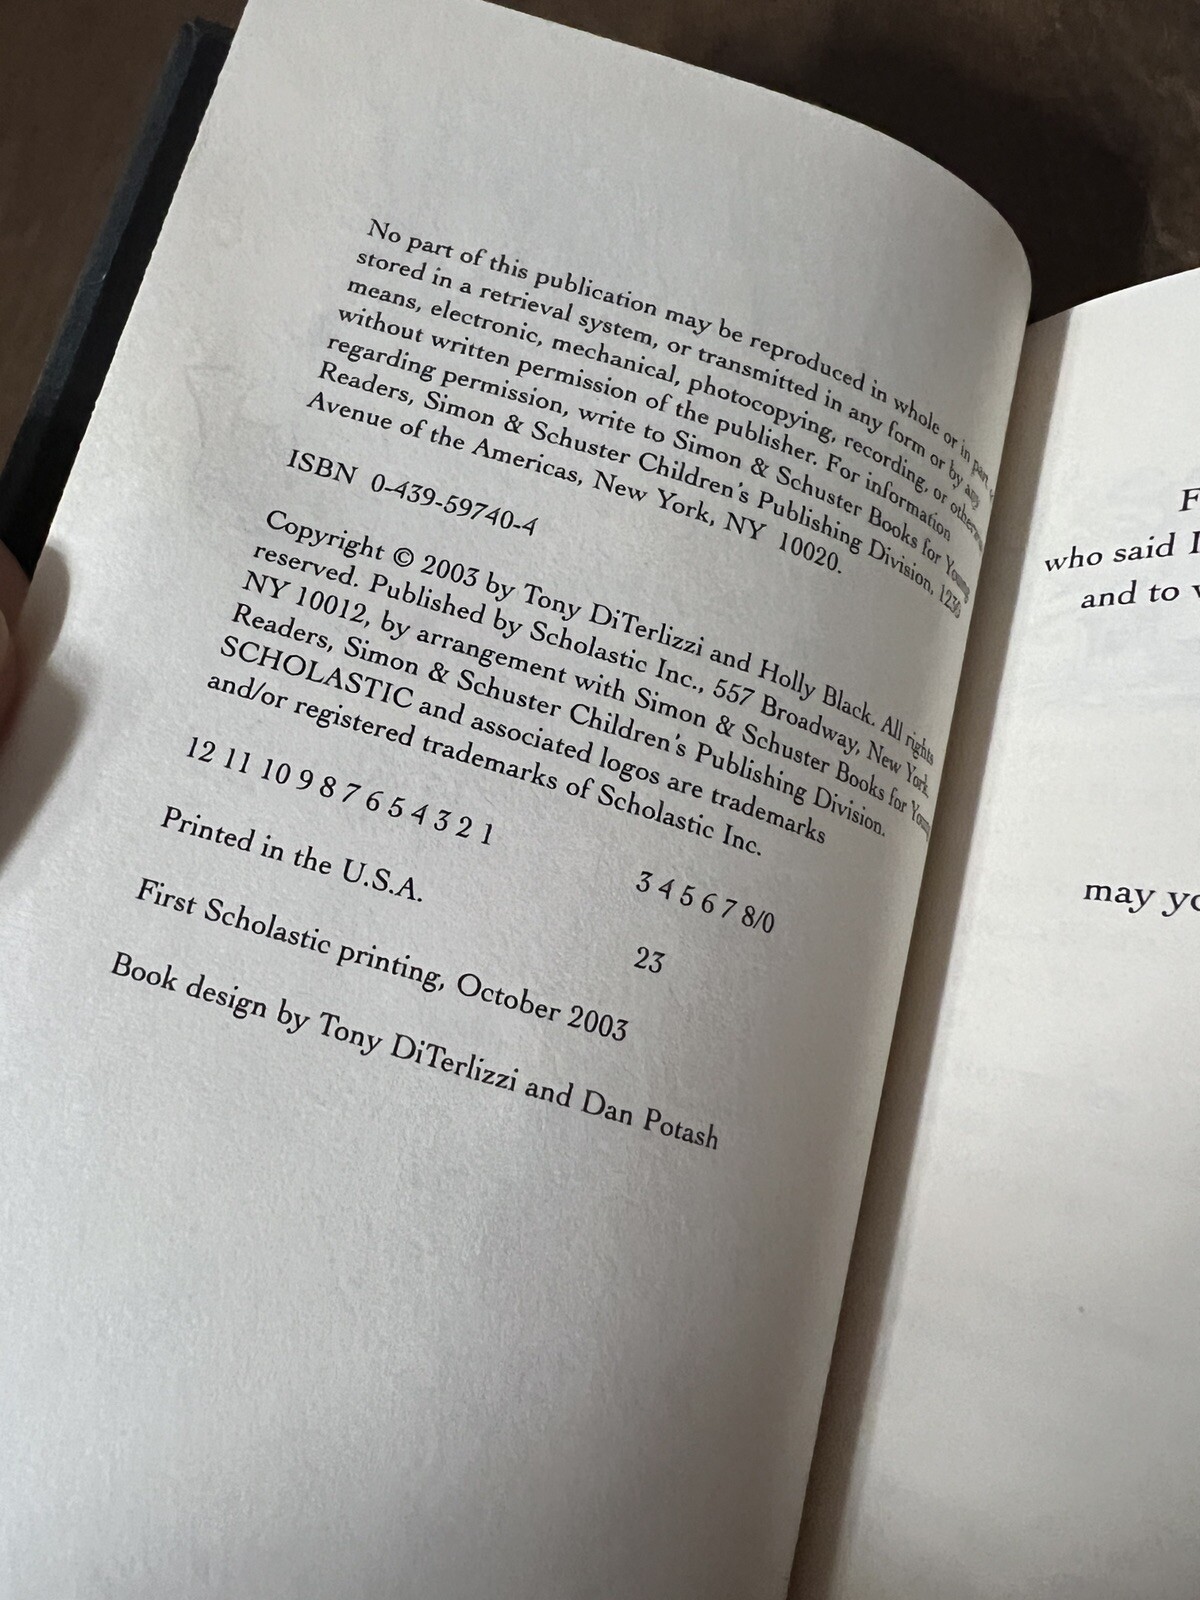 No part of this publication may be reproduced in whole or in part, or
stored in a retrieval system, or transmitted in any form or by any
means, electronic, mechanical, photocopying, recording, or otherwise
without written permission of the publisher. For information
regarding permission, write to Simon & Schuster Books for Young
Readers, Simon & Schuster Children's Publishing Division, 1230
Avenue of the Americas, New York, NY 10020.
ISBN 0-439-59740-4
Copyright © 2003 by Tony DiTerlizzi and Holly Black. All rights
reserved. Published by Scholastic Inc., 557 Broadway, New York,
NY 10012, by arrangement with Simon & Schuster Books for Young
Readers, Simon & Schuster Children's Publishing Division.
SCHOLASTIC and associated logos are trademarks
and/or registered trademarks of Scholastic Inc.
12 11 10 9 8 7 6 5 4 3 2 1 3 4 5 6 7 8/0
Printed in the U.S.A. 23
First Scholastic printing, October 2003
Book design by Tony DiTerlizzi and Dan Potash
F
who said I
and to
may